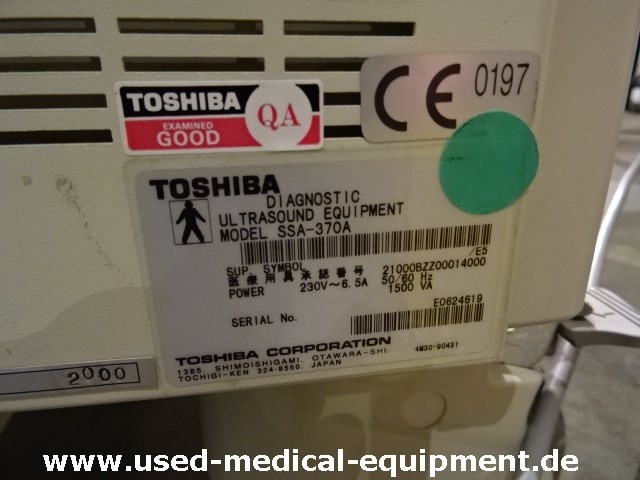 TOSHIBA
EXAMINED
GOOD
QA
CE 0197
TOSHIBA
DIAGNOSTIC
ULTRASOUND EQUIPMENT
MODEL SSA-370A
/E5
SUP. SYMBOL
医療用具承認番号 21000BZZ00014000
50/60 Hz
POWER 230V～6.5A 1500 VA
E0624619
SERIAL No.
TOSHIBA CORPORATION 4M30-90431
1385, SHIMOISHIGAMI, OTAWARA-SHI,
TOCHIGI-KEN 324-8550, JAPAN
2000
www.used-medical-equipment.de